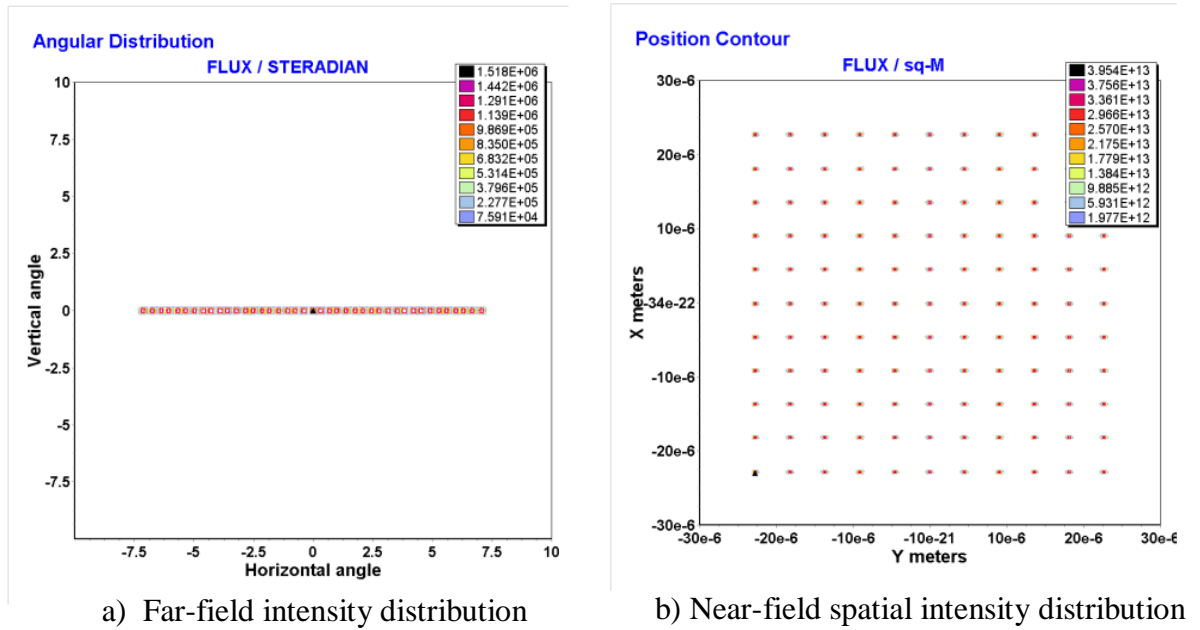 Angular Distribution
FLUX / STERADIAN
10
7.5
5
2.5
0
-2.5
-5
-7.5
Vertical angle
-7.5 -5 -2.5 0 2.5 5 7.5 10
Horizontal angle
1.518E+06
1.442E+06
1.291E+06
1.139E+06
9.869E+05
8.350E+05
6.832E+05
5.314E+05
3.796E+05
2.277E+05
7.591E+04
a) Far-field intensity distribution
Position Contour
FLUX / sq-M
30e-6
20e-6
10e-6
-34e-22
-10e-6
-20e-6
-30e-6
X meters
-30e-6 -20e-6 -10e-6 -10e-21 10e-6 20e-6 30e-6
Y meters
3.954E+13
3.756E+13
3.361E+13
2.966E+13
2.570E+13
2.175E+13
1.779E+13
1.384E+13
9.885E+12
5.931E+12
1.977E+12
b) Near-field spatial intensity distribution